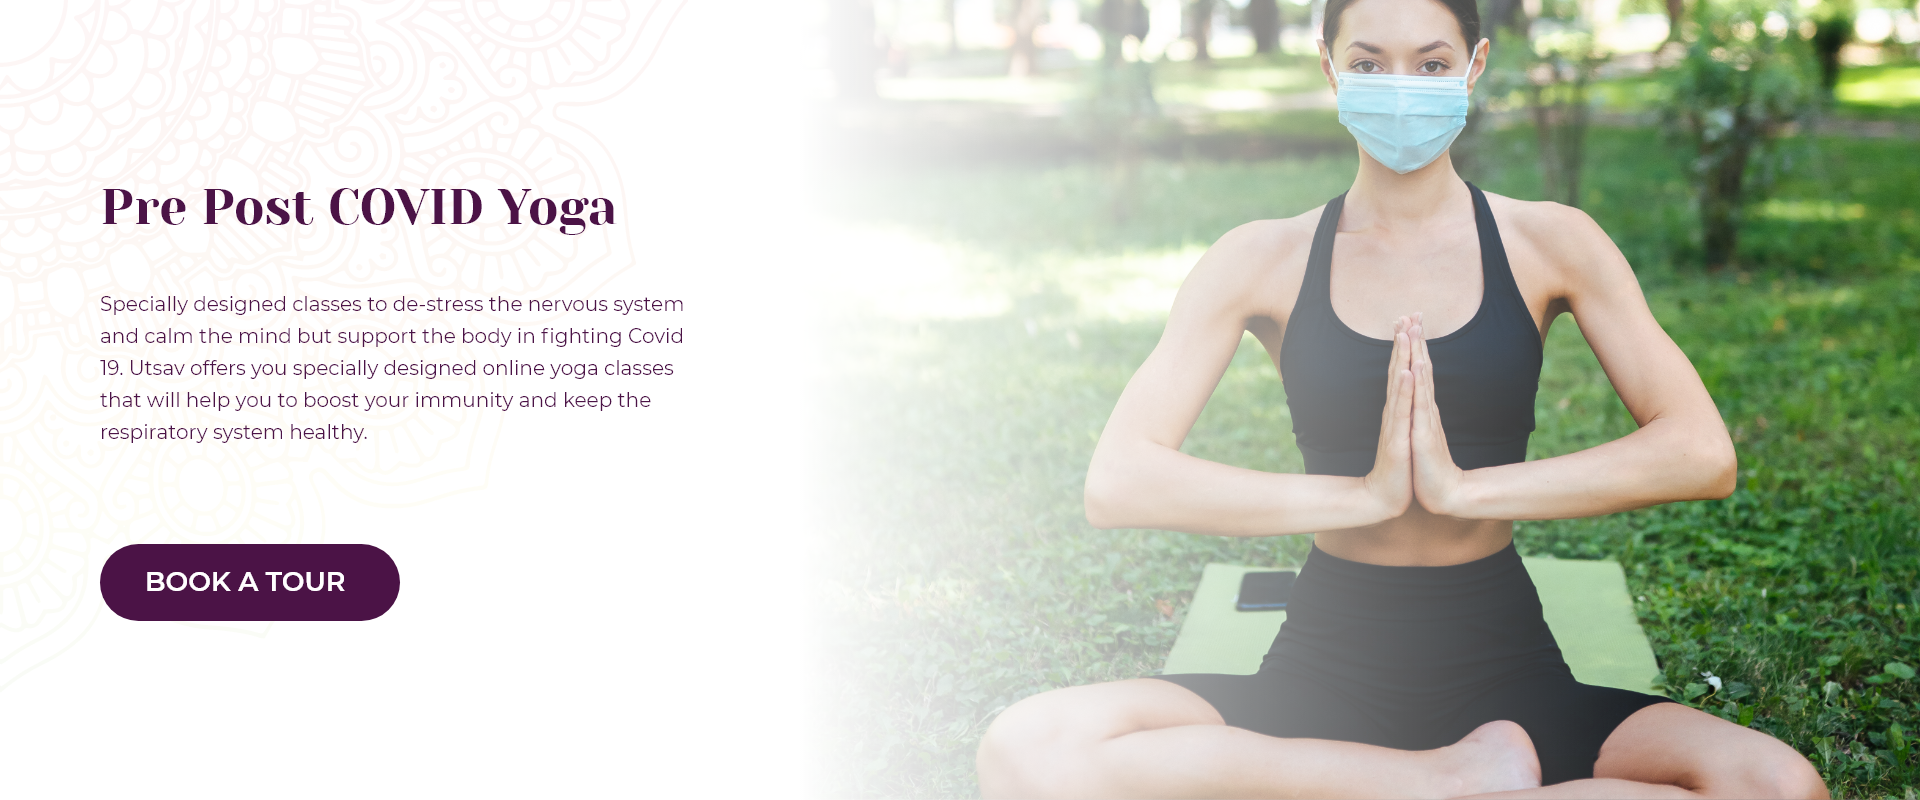 Pre Post COVID Yoga
Specially designed classes to de-stress the nervous system
and calm the mind but support the body in fighting Covid
19. Utsav offers you specially designed online yoga classes
that will help you to boost your immunity and keep the
respiratory system healthy.
BOOK A TOUR